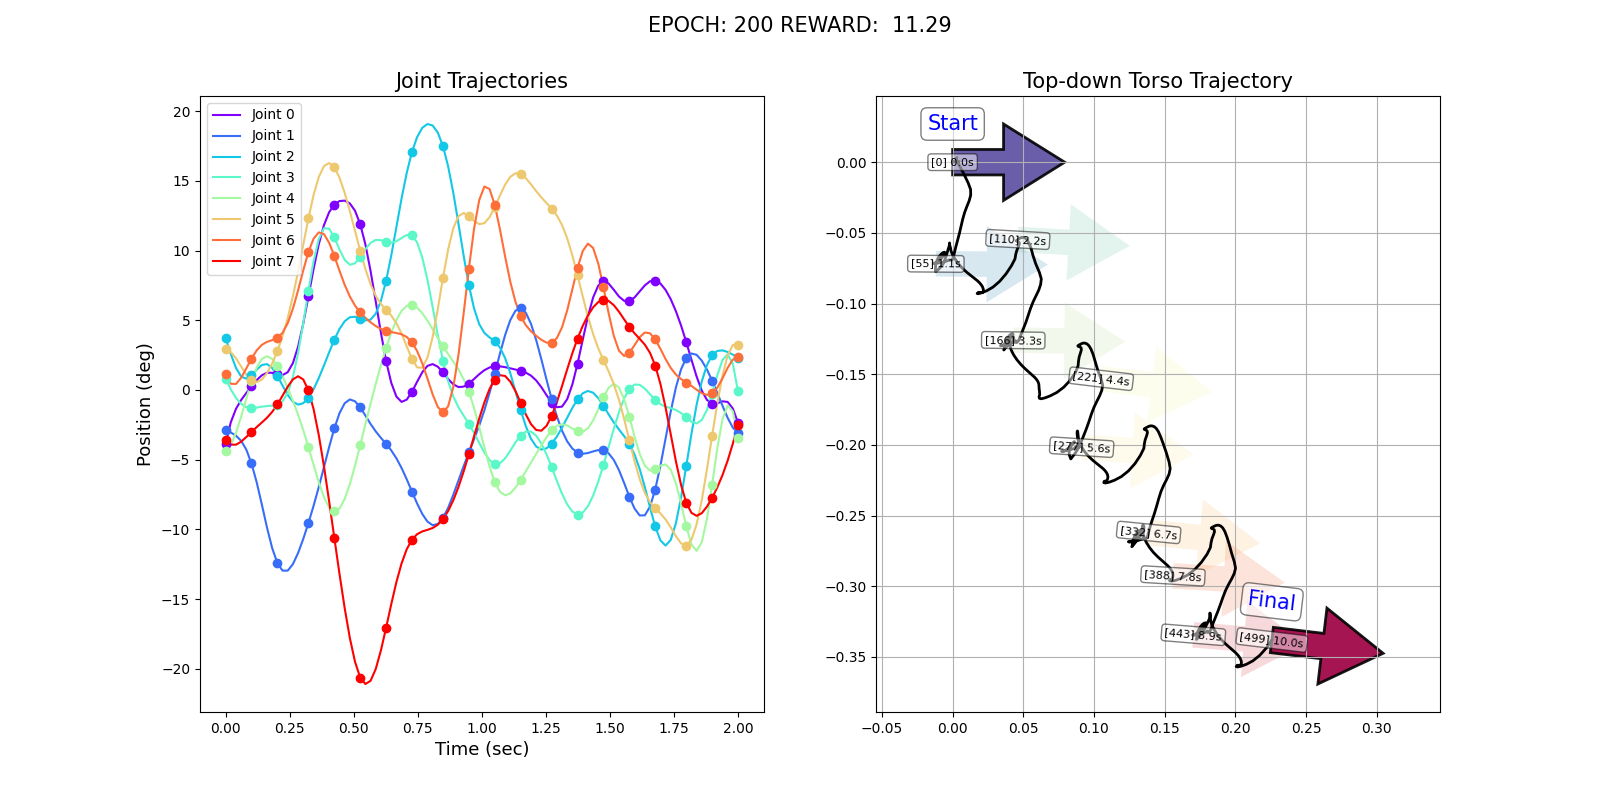 EPOCH: 200 REWARD:  11.29
Joint Trajectories
Position (deg)
20
15
10
5
0
−5
−10
−15
−20
Joint 0
Joint 1
Joint 2
Joint 3
Joint 4
Joint 5
Joint 6
Joint 7
0.00 0.25 0.50 0.75 1.00 1.25 1.50 1.75 2.00
Time (sec)
Top-down Torso Trajectory
0.00
−0.05
−0.10
−0.15
−0.20
−0.25
−0.30
−0.35
Start
[0] 0.0s
[110] 2.2s
[55] 1.1s
[166] 3.3s
[221] 4.4s
[277] 5.6s
[332] 6.7s
[388] 7.8s
Final
[443] 8.9s
[499] 10.0s
−0.05 0.00 0.05 0.10 0.15 0.20 0.25 0.30